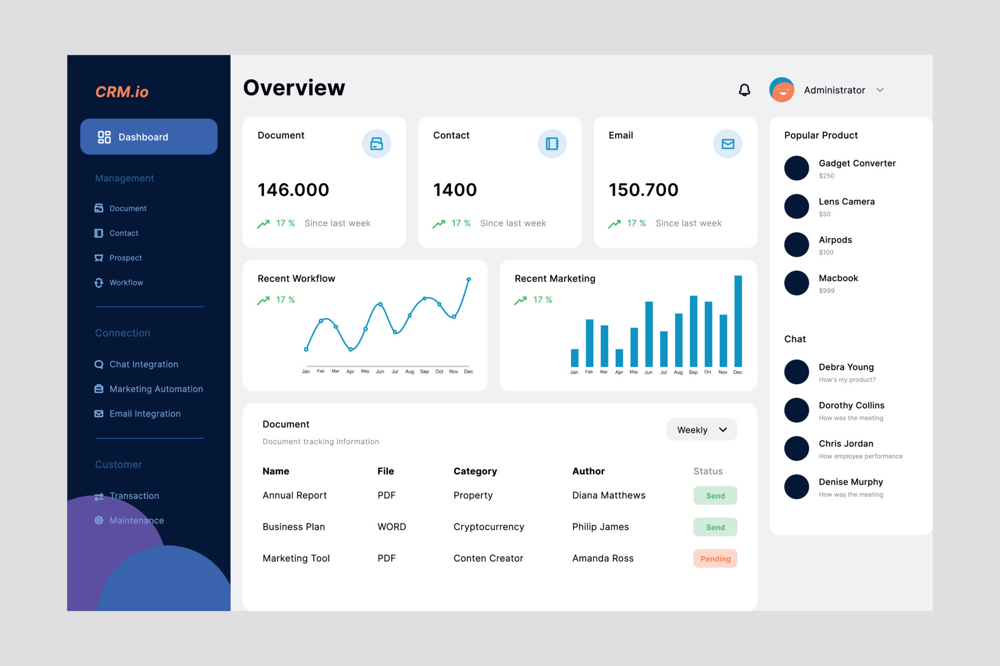 CRM.io
Dashboard
Management
Document
Contact
Prospect
Workflow
Connection
Chat Integration
Marketing Automation
Email Integration
Customer
Transaction
Maintenance
Overview
Administrator
Document
146.000
17 % Since last week
Contact
1400
17 % Since last week
Email
150.700
17 % Since last week
Recent Workflow
17 %
Jan Feb Mar Apr May Jun Jul Aug Sep Oct Nov Dec
Recent Marketing
17 %
Jan Feb Mar Apr May Jun Jul Aug Sep Oct Nov Dec
Document
Document tracking information
Weekly
Name File Category Author Status
Annual Report PDF Property Diana Matthews Send
Business Plan WORD Cryptocurrency Philip James Send
Marketing Tool PDF Conten Creator Amanda Ross Pending
Popular Product
Gadget Converter
$250
Lens Camera
$50
Airpods
$100
Macbook
$999
Chat
Debra Young
How's my product?
Dorothy Collins
How was the meeting
Chris Jordan
How employee performance
Denise Murphy
How was the meeting